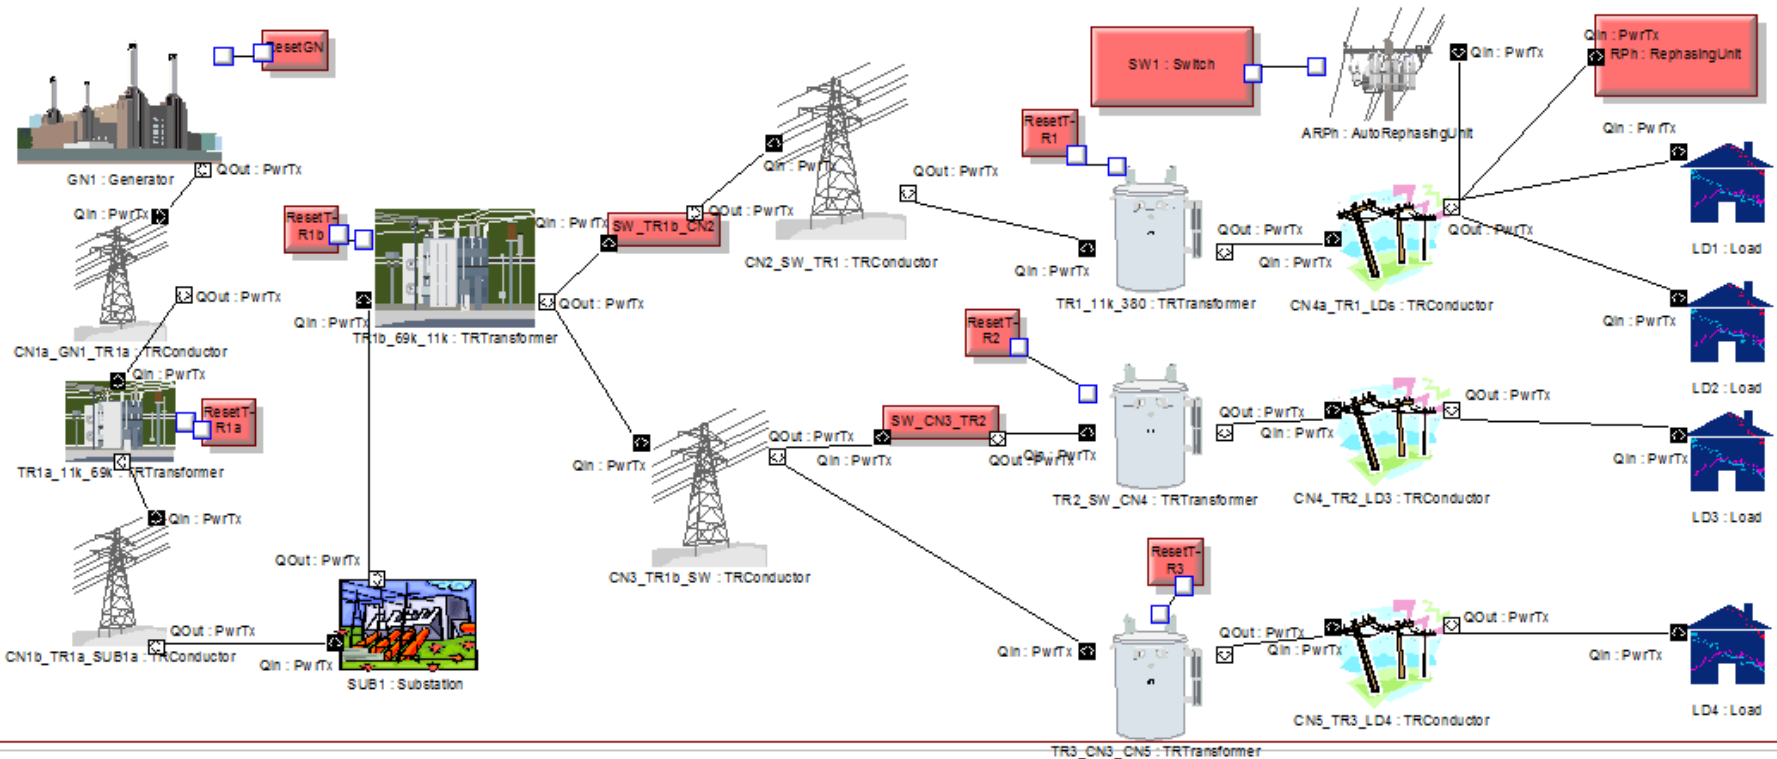 ResetGN
GN1 : Generator
QOut : PwrTx
QIn : PwrTx
CN1a_GN1_TR1a : TRConductor
QOut : PwrTx
QIn : PwrTx
ResetT-
R1a
TR1a_11k_69k : TRTransformer
QIn : PwrTx
CN1b_TR1a_SUB1a : TRConductor
QOut : PwrTx
QIn : PwrTx
SUB1 : Substation
QOut : PwrTx
ResetT-
R1b
QIn : PwrTx
TR1b_69k_11k : TRTransformer
QOut : PwrTx
QIn : PwrTx
SW_TR1b_CN2
QOut : PwrTx
QIn : PwrTx
CN2_SW_TR1 : TRConductor
QOut : PwrTx
QIn : PwrTx
CN3_TR1b_SW : TRConductor
QOut : PwrTx
QIn : PwrTx
SW_CN3_TR2
QOut : PwrTx
QIn : PwrTx
ResetT-
R1
QIn : PwrTx
TR1_11k_380 : TRTransformer
QOut : PwrTx
QIn : PwrTx
CN4a_TR1_LDs : TRConductor
QOut : PwrTx
SW1 : Switch
ARPh : AutoRephasingUnit
QIn : PwrTx
QIn : PwrTx
RPh : RephasingUnit
QIn : PwrTx
LD1 : Load
QIn : PwrTx
LD2 : Load
ResetT-
R2
TR2_SW_CN4 : TRTransformer
QOut : PwrTx
QIn : PwrTx
CN4_TR2_LD3 : TRConductor
QOut : PwrTx
QIn : PwrTx
LD3 : Load
ResetT-
R3
QIn : PwrTx
TR3_CN3_CN5 : TRTransformer
QOut : PwrTx
QIn : PwrTx
CN5_TR3_LD4 : TRConductor
QOut : PwrTx
QIn : PwrTx
LD4 : Load